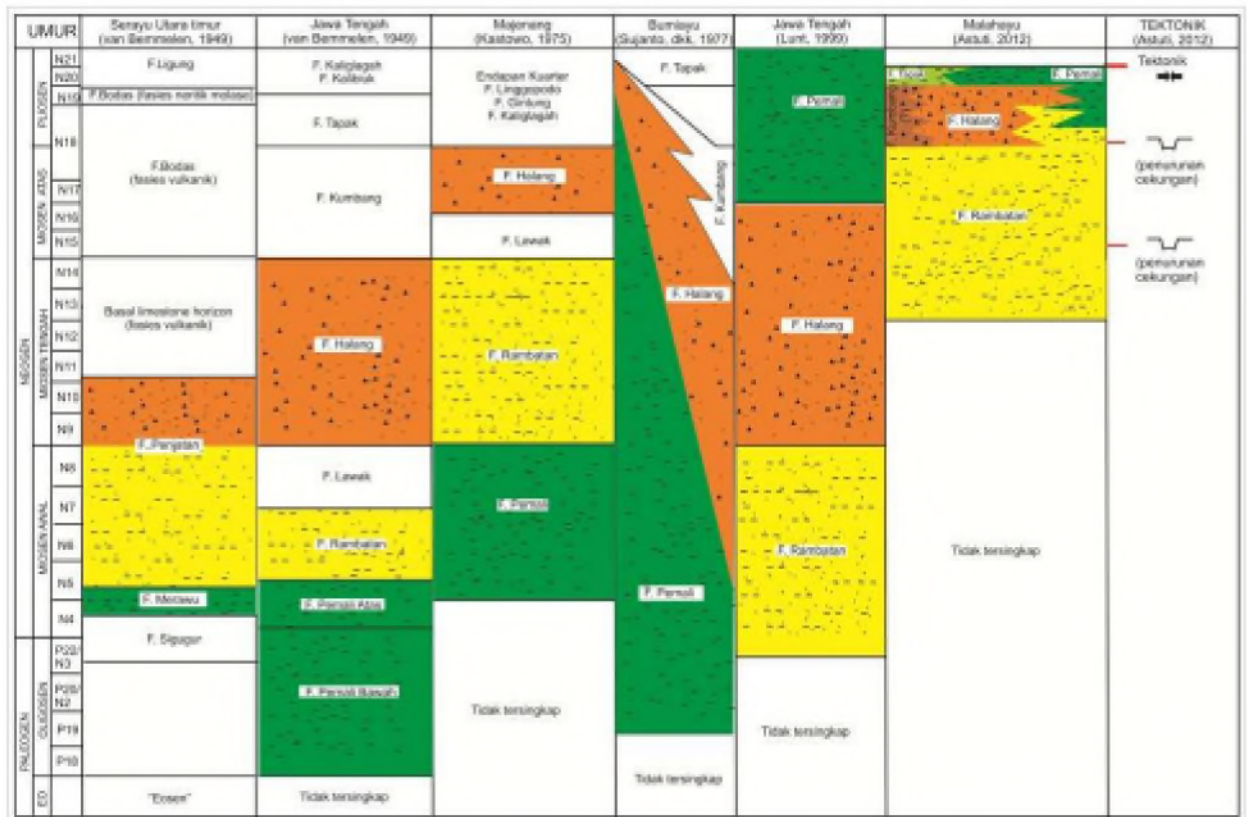 UMUR
Serayu Utara timur
(van Bemmelen, 1949)
Jawa Tengah
(van Bemmelen, 1949)
Majenang
(Kastowo, 1975)
Bumiayu
(Sujanto, dkk, 1977)
Jawa Tengah
(Lunt, 1999)
Malahayu
(Astuti, 2012)
TEKTONIK
(Astuti, 2012)
NEOGEN
PALEOGEN
PLIOSEN
MIOSEN ATAS
MIOSEN TENGAH
MIOSEN AWAL
OLIGOSEN
EO
N21
N20
N19
N18
N17
N16
N15
N14
N13
N12
N11
N10
N9
N8
N7
N6
N5
N4
P22/
N3
P20/
N2
P19
P18
F.Ligung
F.Bodas (fasies neritik molase)
F.Bodas
(fasies vulkanik)
Basal limestone horizon
(fasies vulkanik)
F. Penjatan
F. Merawu
F. Sigugur
"Eosen"
F. Kaliglagah
F. Kalibiuk
F. Tapak
F. Kumbang
F. Halang
F. Lawak
F. Rambatan
F. Pemali Atas
F. Pemali Bawah
Tidak tersingkap
Endapan Kuarter
F. Linggopodo
F. Gintung
F. Kaliglagah
F. Halang
F. Lawak
F. Rambatan
F. Pemali
Tidak tersingkap
F. Tapak
F. Kumbang
F. Halang
F. Pemali
Tidak tersingkap
F. Pemali
F. Halang
F. Rambatan
Tidak tersingkap
F. Tapak
F. Pemali
Kumbang
F. Halang
F. Rambatan
Tidak tersingkap
Tektonik
(penurunan
cekungan)
(penurunan
cekungan)